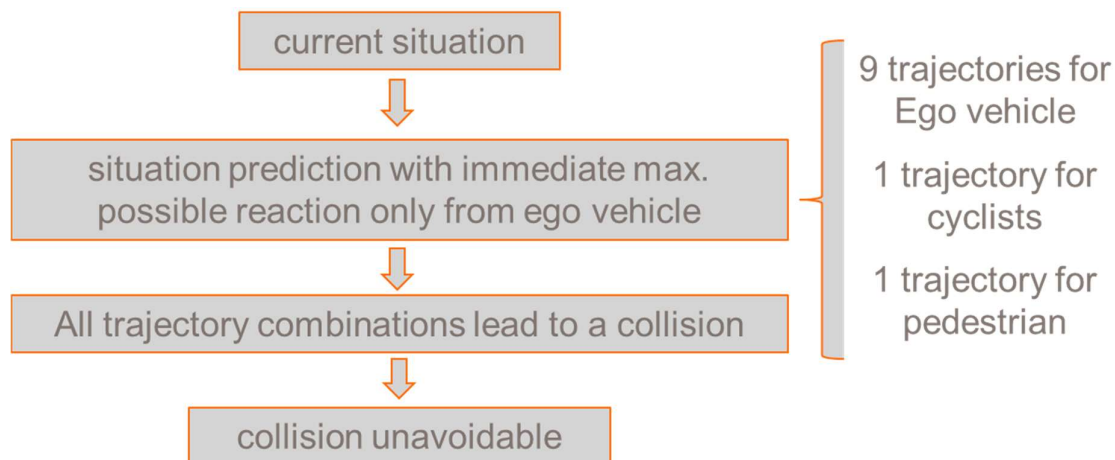 current situation
situation prediction with immediate max.
possible reaction only from ego vehicle
All trajectory combinations lead to a collision
collision unavoidable
9 trajectories for
Ego vehicle
1 trajectory for
cyclists
1 trajectory for
pedestrian